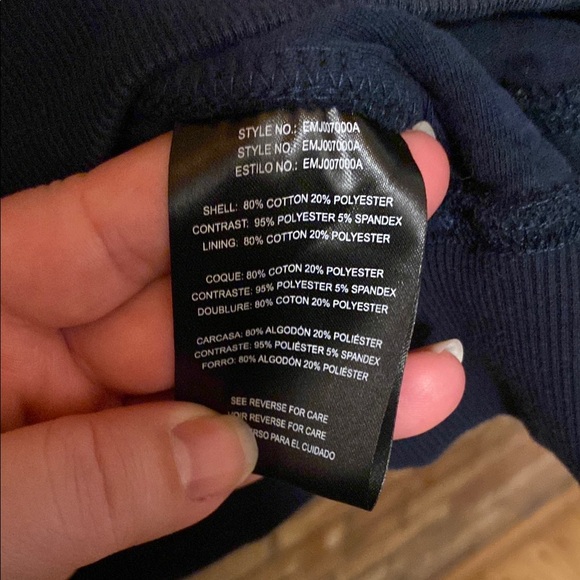 STYLE NO.: EMJ007000A
STYLE NO.: EMJ007000A
ESTILO NO.: EMJ007000A
SHELL: 80% COTTON 20% POLYESTER
CONTRAST: 95% POLYESTER 5% SPANDEX
LINING: 80% COTTON 20% POLYESTER
COQUE: 80% COTON 20% POLYESTER
CONTRASTE: 95% POLYESTER 5% SPANDEX
DOUBLURE: 80% COTON 20% POLYESTER
CARCASA: 80% ALGODÓN 20% POLIÉSTER
CONTRASTE: 95% POLIÉSTER 5% SPANDEX
FORRO: 80% ALGODÓN 20% POLIÉSTER
SEE REVERSE FOR CARE
FOR CARE
PARA EL CUIDADO